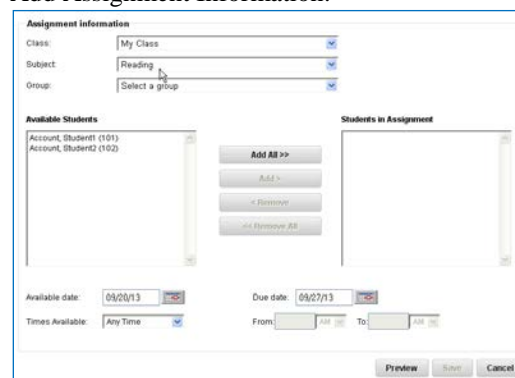 Add Assignment Information.
Assignment information
Class: My Class
Subject: Reading
Group: Select a group
Available Students Students in Assignment
Account, Student1 (101)
Account, Student2 (102)
Add All >>
Add >
< Remove
<< Remove All
Available date: 09/20/13 Due date: 09/27/13
Times Available: Any Time From: AM To: AM
Preview Save Cancel